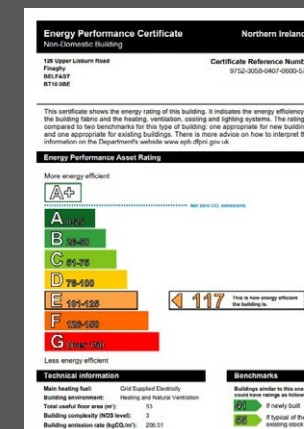 Energy Performance Certificate
Northern Ireland
Non-Domestic Building
126 Upper Lisburn Road
Finaghy
BELFAST
BT10 0BE
Certificate Reference Numb
9752-3058-0407-0600-57
This certificate shows the energy rating of this building. It indicates the energy efficiency
the building fabric and the heating, ventilation, cooling and lighting systems. The rating
compared to two benchmarks for this type of building: one appropriate for new building
and one appropriate for existing buildings. There is more advice on how to interpret th
information on the Department's website www.epb.dfpni.gov.uk
Energy Performance Asset Rating
More energy efficient
A+
Net zero CO2 emissions
A 0-25
B 26-50
C 51-75
D 76-100
E 101-125
117
This is how energy efficient
the building is.
F 126-150
G Over 150
Less energy efficient
Technical information
Main heating fuel: Grid Supplied Electricity
Building environment: Heating and Natural Ventilation
Total useful floor area (m²): 53
Building complexity (NOS level): 3
Building emission rate (kgCO2/m²): 206.51
Benchmarks
Buildings similar to this one
could have ratings as follows
If newly built
If typical of the
existing stock